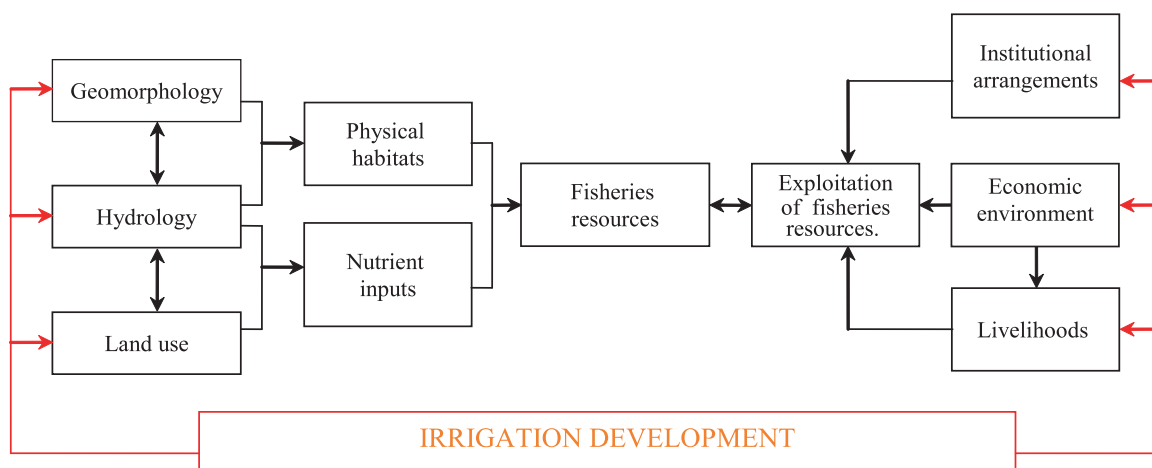 Geomorphology
Hydrology
Land use
Physical
habitats
Nutrient
inputs
Fisheries
resources
Exploitation
of fisheries
resources.
Institutional
arrangements
Economic
environment
Livelihoods
IRRIGATION DEVELOPMENT